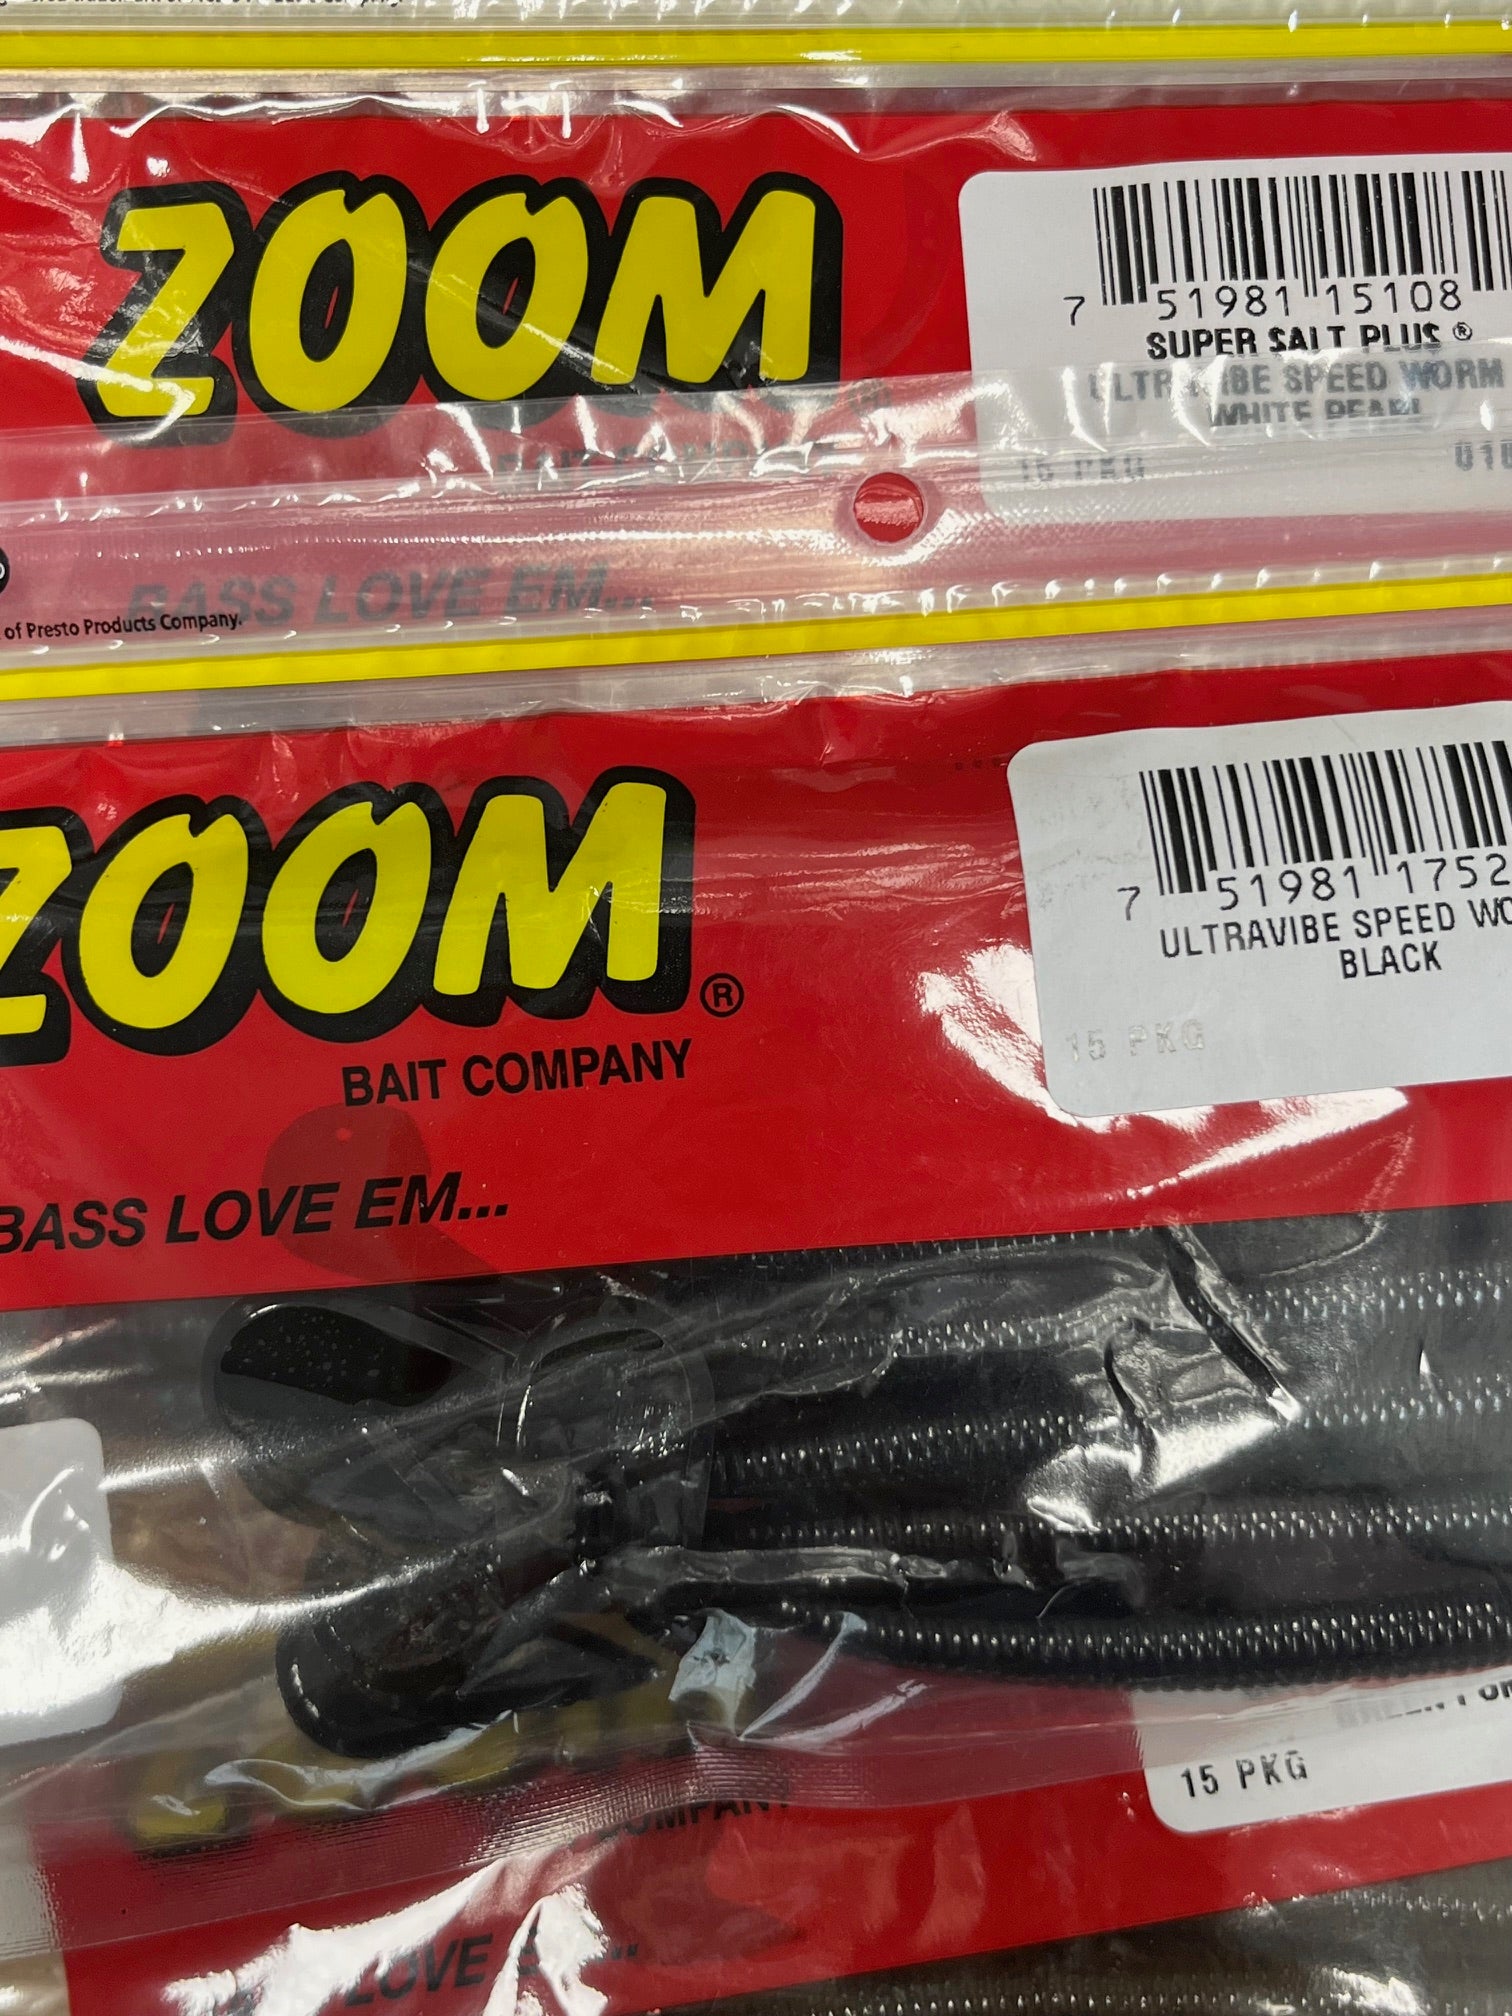 ZOOM
7 51981 15108
SUPER SALT PLUS ®
ULTRAVIBE SPEED WORM
WHITE PEARL
15 PKG
BASS LOVE EM...
of Presto Products Company.
ZOOM®
BAIT COMPANY
BASS LOVE EM...
7 51981 1752
ULTRAVIBE SPEED WO
BLACK
15 PKG
15 PKG
COMPANY
LOVE